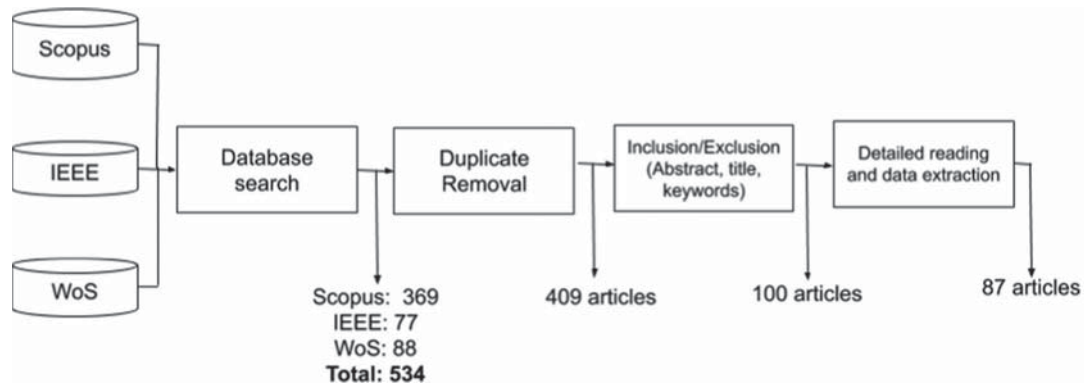 Scopus
IEEE
WoS
Database
search
Duplicate
Removal
Inclusion/Exclusion
(Abstract, title,
keywords)
Detailed reading
and data extraction
Scopus: 369
IEEE: 77
WoS: 88
Total: 534
409 articles
100 articles
87 articles